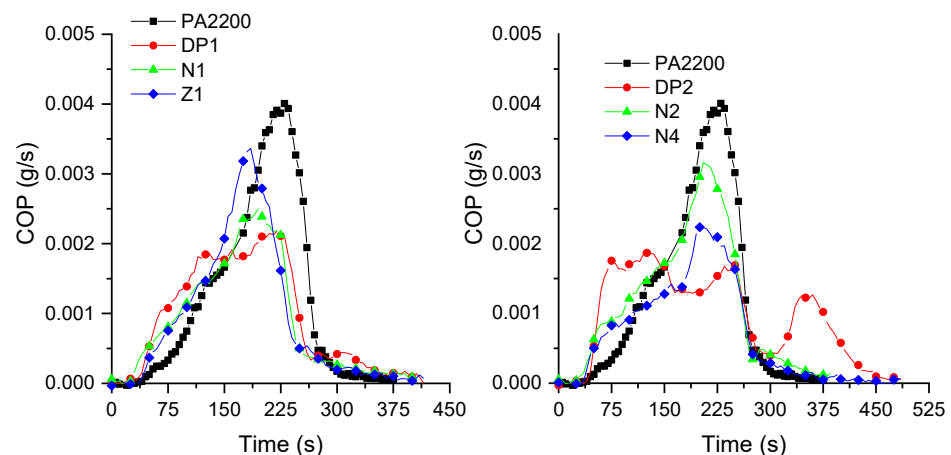 0.005
0.004
0.003
0.002
0.001
0.000
COP (g/s)
PA2200
DP1
N1
Z1
0 75 150 225 300 375 450
Time (s)
0.005
0.004
0.003
0.002
0.001
0.000
COP (g/s)
PA2200
DP2
N2
N4
0 75 150 225 300 375 450 525
Time (s)